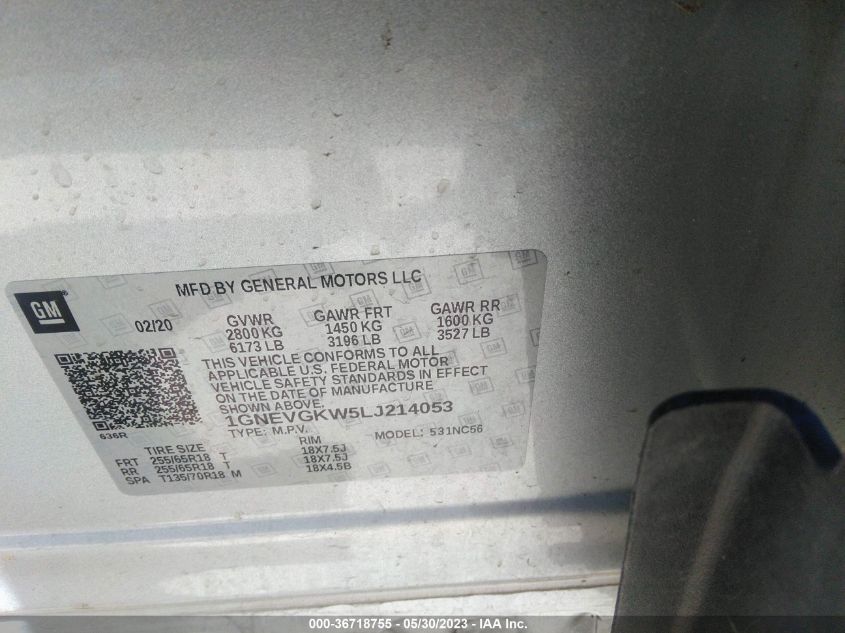 MFD BY GENERAL MOTORS LLC
GM
02/20 GVWR GAWR FRT GAWR RR
2800 KG 1450 KG 1600 KG
6173 LB 3196 LB 3527 LB
THIS VEHICLE CONFORMS TO ALL
APPLICABLE U.S. FEDERAL MOTOR
VEHICLE SAFETY STANDARDS IN EFFECT
ON THE DATE OF MANUFACTURE
SHOWN ABOVE
1GNEVGKW5LJ214053
636R
TYPE: M.P.V. MODEL: 531NC56
TIRE SIZE RIM
FRT 255/65R18 T 18X7.5J
RR 255/65R18 T 18X7.5J
SPA T135/70R18 M 18X4.5B
000-36718755 - 05/30/2023 - IAA Inc.